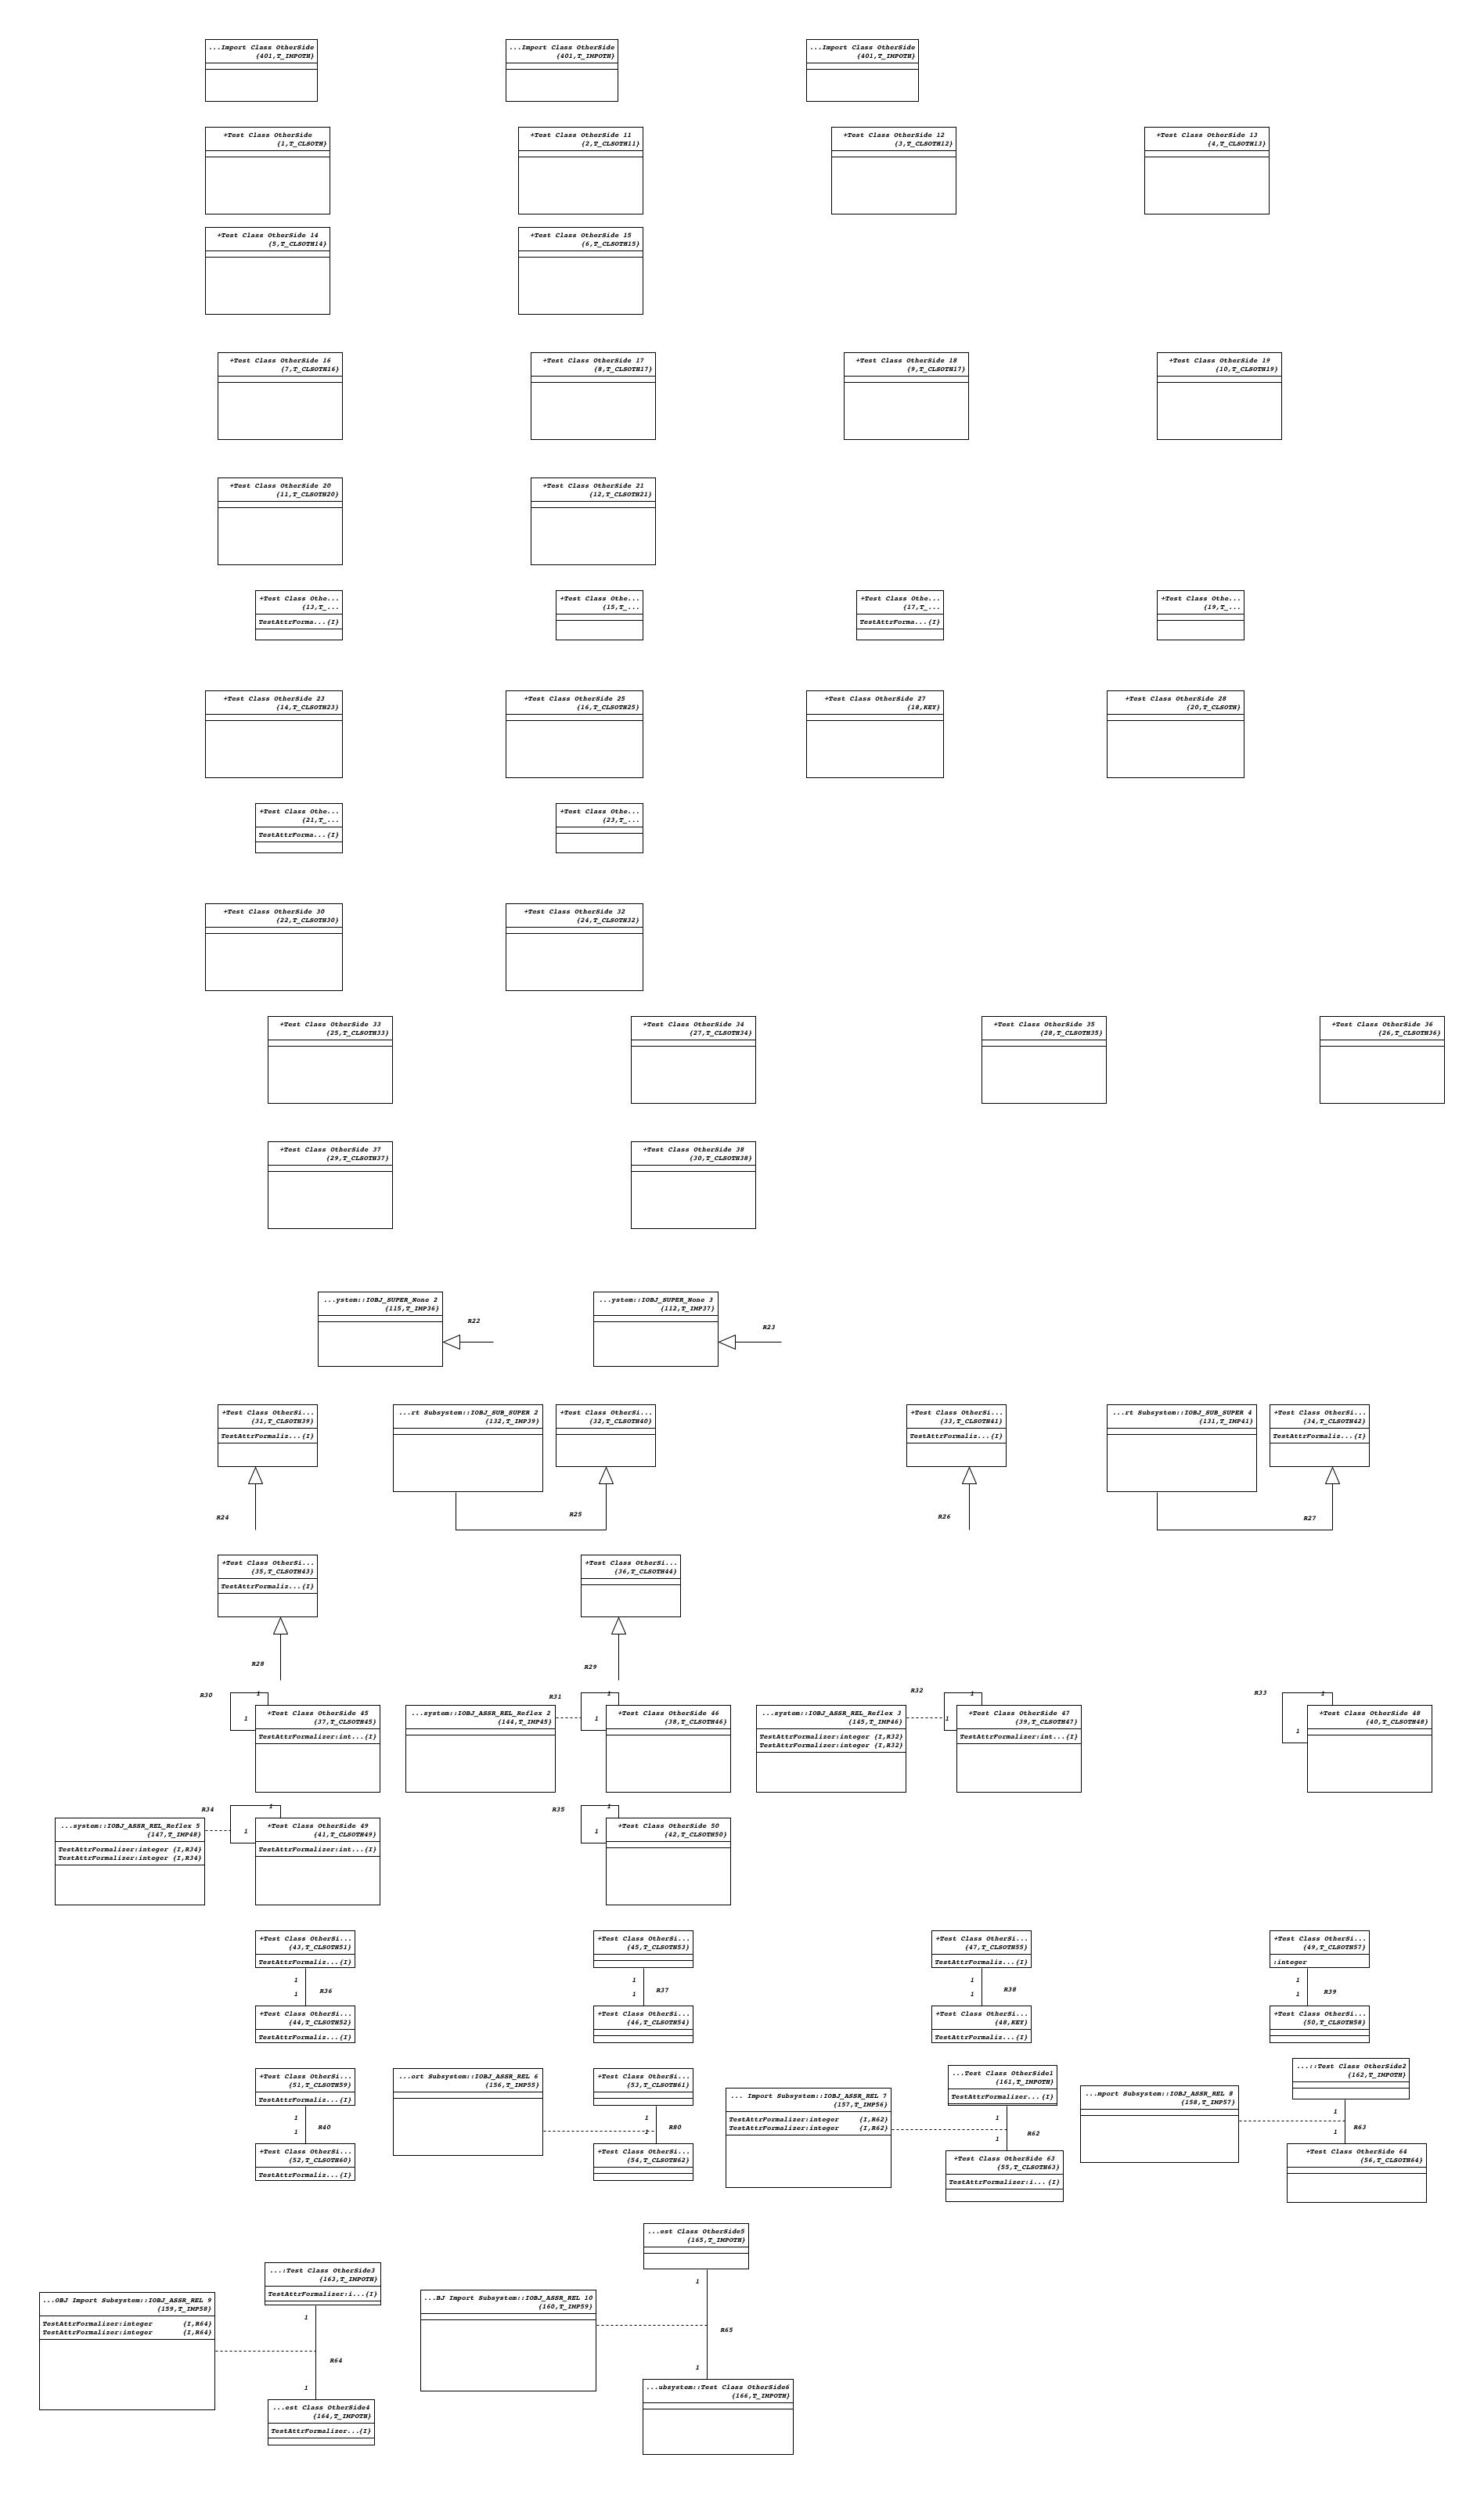 ...Import Class OtherSide
{401,T_IMPOTH}
...Import Class OtherSide
{401,T_IMPOTH}
...Import Class OtherSide
{401,T_IMPOTH}
+Test Class OtherSide
{1,T_CLSOTH}
+Test Class OtherSide 11
{2,T_CLSOTH11}
+Test Class OtherSide 12
{3,T_CLSOTH12}
+Test Class OtherSide 13
{4,T_CLSOTH13}
+Test Class OtherSide 14
{5,T_CLSOTH14}
+Test Class OtherSide 15
{6,T_CLSOTH15}
+Test Class OtherSide 16
{7,T_CLSOTH16}
+Test Class OtherSide 17
{8,T_CLSOTH17}
+Test Class OtherSide 18
{9,T_CLSOTH17}
+Test Class OtherSide 19
{10,T_CLSOTH19}
+Test Class OtherSide 20
{11,T_CLSOTH20}
+Test Class OtherSide 21
{12,T_CLSOTH21}
+Test Class Othe...
{13,T_...
TestAttrForma...{I}
+Test Class Othe...
{15,T_...
+Test Class Othe...
{17,T_...
TestAttrForma...{I}
+Test Class Othe...
{19,T_...
+Test Class OtherSide 23
{14,T_CLSOTH23}
+Test Class OtherSide 25
{16,T_CLSOTH25}
+Test Class OtherSide 27
{18,KEY}
+Test Class OtherSide 28
{20,T_CLSOTH}
+Test Class Othe...
{21,T_...
TestAttrForma...{I}
+Test Class Othe...
{23,T_...
+Test Class OtherSide 30
{22,T_CLSOTH30}
+Test Class OtherSide 32
{24,T_CLSOTH32}
+Test Class OtherSide 33
{25,T_CLSOTH33}
+Test Class OtherSide 34
{27,T_CLSOTH34}
+Test Class OtherSide 35
{28,T_CLSOTH35}
+Test Class OtherSide 36
{26,T_CLSOTH36}
+Test Class OtherSide 37
{29,T_CLSOTH37}
+Test Class OtherSide 38
{30,T_CLSOTH38}
...ystem::IOBJ_SUPER_None 2
{115,T_IMP36}
R22
...ystem::IOBJ_SUPER_None 3
{112,T_IMP37}
R23
+Test Class OtherSi...
{31,T_CLSOTH39}
TestAttrFormaliz...{I}
R24
...rt Subsystem::IOBJ_SUB_SUPER 2
{132,T_IMP39}
+Test Class OtherSi...
{32,T_CLSOTH40}
R25
+Test Class OtherSi...
{33,T_CLSOTH41}
TestAttrFormaliz...{I}
R26
...rt Subsystem::IOBJ_SUB_SUPER 4
{131,T_IMP41}
+Test Class OtherSi...
{34,T_CLSOTH42}
TestAttrFormaliz...{I}
R27
+Test Class OtherSi...
{35,T_CLSOTH43}
TestAttrFormaliz...{I}
R28
+Test Class OtherSi...
{36,T_CLSOTH44}
R29
R30
1
1
+Test Class OtherSide 45
{37,T_CLSOTH45}
TestAttrFormalizer:int...{I}
...system::IOBJ_ASSR_REL_Reflex 2
{144,T_IMP45}
R31
1
1
+Test Class OtherSide 46
{38,T_CLSOTH46}
...system::IOBJ_ASSR_REL_Reflex 3
{145,T_IMP46}
TestAttrFormalizer:integer {I,R32}
TestAttrFormalizer:integer {I,R32}
R32
1
1
+Test Class OtherSide 47
{39,T_CLSOTH47}
TestAttrFormalizer:int...{I}
R33
1
1
+Test Class OtherSide 48
{40,T_CLSOTH48}
...system::IOBJ_ASSR_REL_Reflex 5
{147,T_IMP48}
TestAttrFormalizer:integer {I,R34}
TestAttrFormalizer:integer {I,R34}
R34
1
1
+Test Class OtherSide 49
{41,T_CLSOTH49}
TestAttrFormalizer:int...{I}
R35
1
1
+Test Class OtherSide 50
{42,T_CLSOTH50}
+Test Class OtherSi...
{43,T_CLSOTH51}
TestAttrFormaliz...{I}
1
1
R36
+Test Class OtherSi...
{44,T_CLSOTH52}
TestAttrFormaliz...{I}
+Test Class OtherSi...
{45,T_CLSOTH53}
1
1
R37
+Test Class OtherSi...
{46,T_CLSOTH54}
+Test Class OtherSi...
{47,T_CLSOTH55}
TestAttrFormaliz...{I}
1
1
R38
+Test Class OtherSi...
{48,KEY}
TestAttrFormaliz...{I}
+Test Class OtherSi...
{49,T_CLSOTH57}
:integer
1
1
R39
+Test Class OtherSi...
{50,T_CLSOTH58}
+Test Class OtherSi...
{51,T_CLSOTH59}
TestAttrFormaliz...{I}
1
1
R40
+Test Class OtherSi...
{52,T_CLSOTH60}
TestAttrFormaliz...{I}
...ort Subsystem::IOBJ_ASSR_REL 6
{156,T_IMP55}
+Test Class OtherSi...
{53,T_CLSOTH61}
1
1
R80
+Test Class OtherSi...
{54,T_CLSOTH62}
... Import Subsystem::IOBJ_ASSR_REL 7
{157,T_IMP56}
TestAttrFormalizer:integer {I,R62}
TestAttrFormalizer:integer {I,R62}
...Test Class OtherSide1
{161,T_IMPOTH}
TestAttrFormalizer...{I}
1
1
R62
+Test Class OtherSide 63
{55,T_CLSOTH63}
TestAttrFormalizer:i...{I}
...mport Subsystem::IOBJ_ASSR_REL 8
{158,T_IMP57}
...::Test Class OtherSide2
{162,T_IMPOTH}
1
1
R63
+Test Class OtherSide 64
{56,T_CLSOTH64}
...OBJ Import Subsystem::IOBJ_ASSR_REL 9
{159,T_IMP58}
TestAttrFormalizer:integer {I,R64}
TestAttrFormalizer:integer {I,R64}
...:Test Class OtherSide3
{163,T_IMPOTH}
TestAttrFormalizer:i...{I}
1
R64
1
...est Class OtherSide4
{164,T_IMPOTH}
TestAttrFormalizer...{I}
...BJ Import Subsystem::IOBJ_ASSR_REL 10
{160,T_IMP59}
...est Class OtherSide5
{165,T_IMPOTH}
1
R65
1
...ubsystem::Test Class OtherSide6
{166,T_IMPOTH}